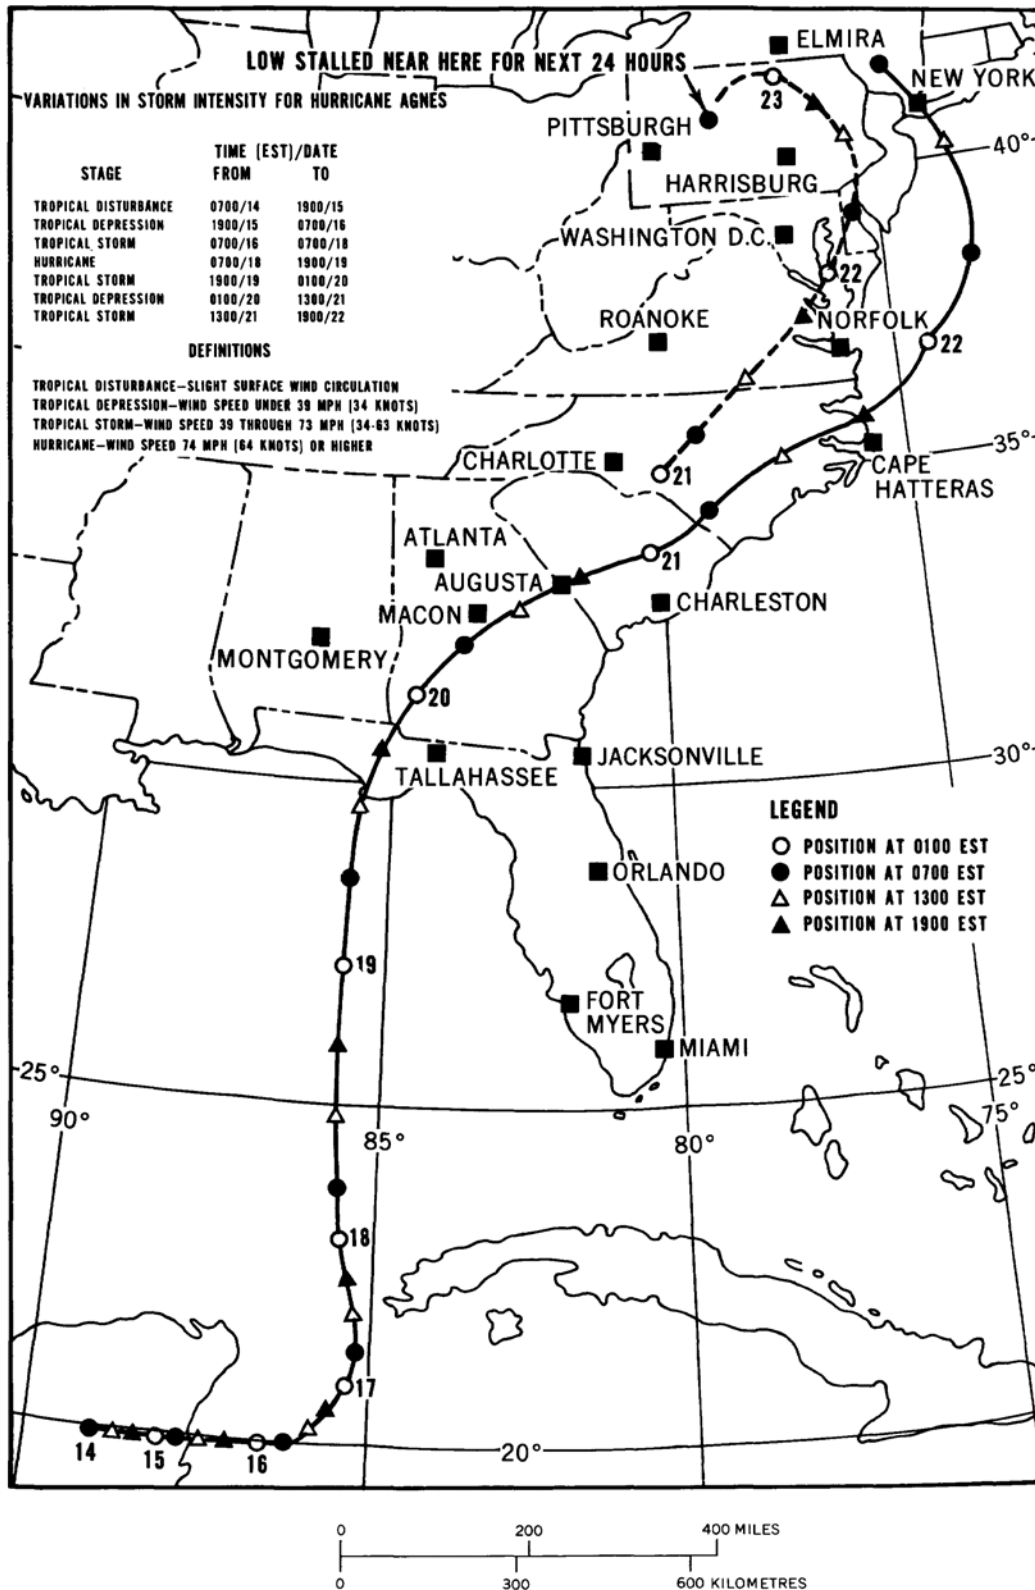 ELMIRA
LOW STALLED NEAR HERE FOR NEXT 24 HOURS
NEW YORK
23
VARIATIONS IN STORM INTENSITY FOR HURRICANE AGNES
PITTSBURGH
40°
TIME (EST)/DATE
STAGE FROM TO
TROPICAL DISTURBANCE 0700/14 1900/15
TROPICAL DEPRESSION 1900/15 0700/16
TROPICAL STORM 0700/16 0700/18
HURRICANE 0700/18 1900/19
TROPICAL STORM 1900/19 0100/20
TROPICAL DEPRESSION 0100/20 1300/21
TROPICAL STORM 1300/21 1900/22
HARRISBURG
WASHINGTON D.C.
22
ROANOKE
NORFOLK
22
DEFINITIONS
TROPICAL DISTURBANCE—SLIGHT SURFACE WIND CIRCULATION
TROPICAL DEPRESSION—WIND SPEED UNDER 39 MPH (34 KNOTS)
TROPICAL STORM—WIND SPEED 39 THROUGH 73 MPH (34-63 KNOTS)
HURRICANE—WIND SPEED 74 MPH (64 KNOTS) OR HIGHER
35°
CHARLOTTE
21
CAPE
HATTERAS
ATLANTA
21
AUGUSTA
MACON
CHARLESTON
MONTGOMERY
20
TALLAHASSEE
JACKSONVILLE
30°
LEGEND
POSITION AT 0100 EST
POSITION AT 0700 EST
POSITION AT 1300 EST
POSITION AT 1900 EST
ORLANDO
19
FORT
MYERS
MIAMI
25°
25°
90°
85°
80°
75°
18
17
14
15
16
20°
0 200 400 MILES
0 300 600 KILOMETRES